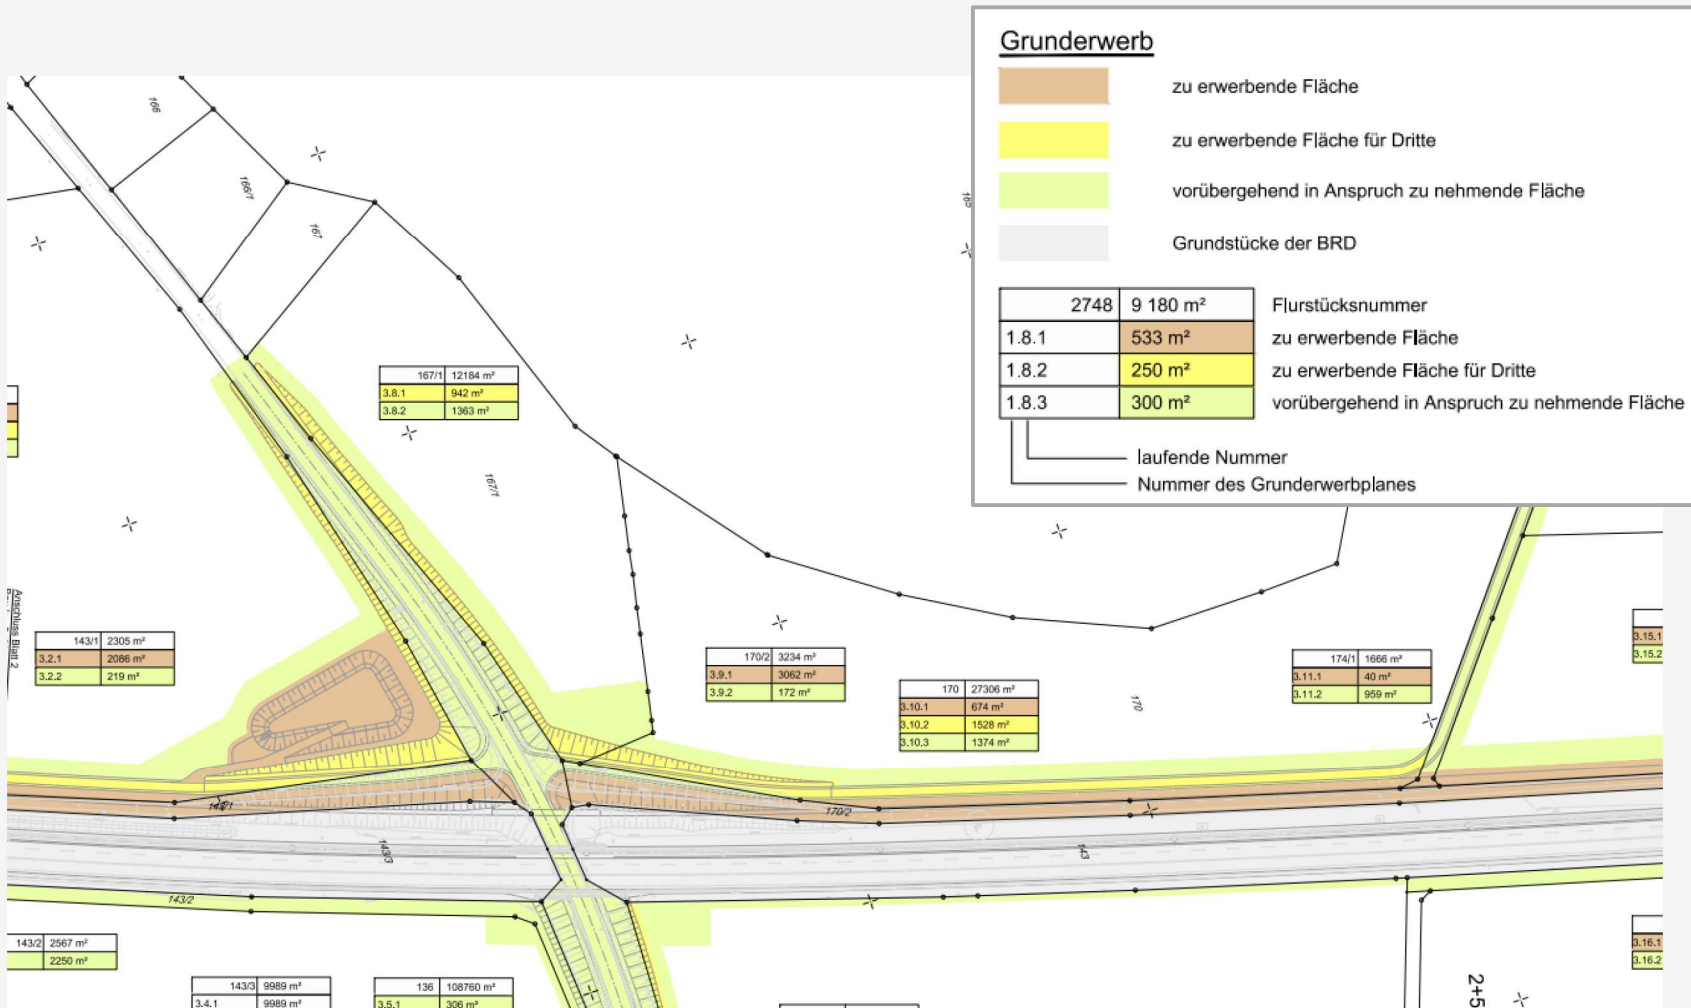 Grunderwerb
zu erwerbende Fläche
zu erwerbende Fläche für Dritte
vorübergehend in Anspruch zu nehmende Fläche
Grundstücke der BRD
2748 9 180 m² Flurstücksnummer
1.8.1 533 m² zu erwerbende Fläche
1.8.2 250 m² zu erwerbende Fläche für Dritte
1.8.3 300 m² vorübergehend in Anspruch zu nehmende Fläche
laufende Nummer
Nummer des Grunderwerbplanes
166
166/1
167
169
167/1 12184 m²
3.8.1 942 m²
3.8.2 1363 m²
167/1
Anschluss Blatt 2
143/1 2305 m²
3.2.1 2086 m²
3.2.2 219 m²
170/2 3234 m²
3.9.1 3062 m²
3.9.2 172 m²
170 27306 m²
3.10.1 674 m²
3.10.2 1528 m²
3.10.3 1374 m²
170
174/1 1666 m²
3.11.1 40 m²
3.11.2 959 m²
3.15.1
3.15.2
143/1
170/2
143/3
143
143/2
143/2 2567 m²
2250 m²
143/3 9989 m²
3.4.1 9989 m²
136 108760 m²
3.5.1 306 m²
3.16.1
3.16.2
2+5